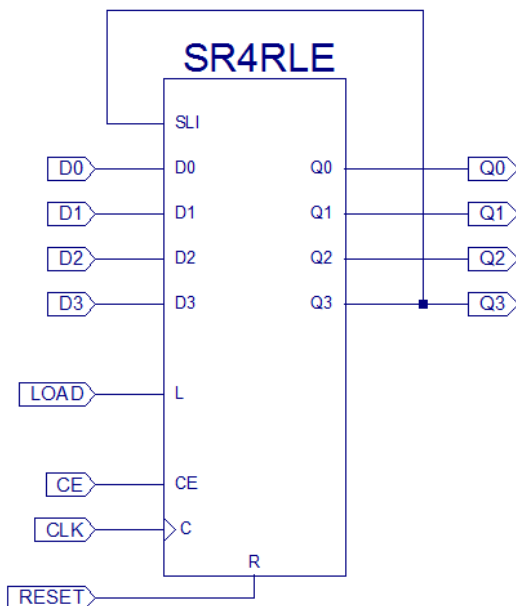 SR4RLE
SLI
D0 D0 Q0 Q0
D1 D1 Q1 Q1
D2 D2 Q2 Q2
D3 D3 Q3 Q3
LOAD L
CE CE
CLK C
R
RESET